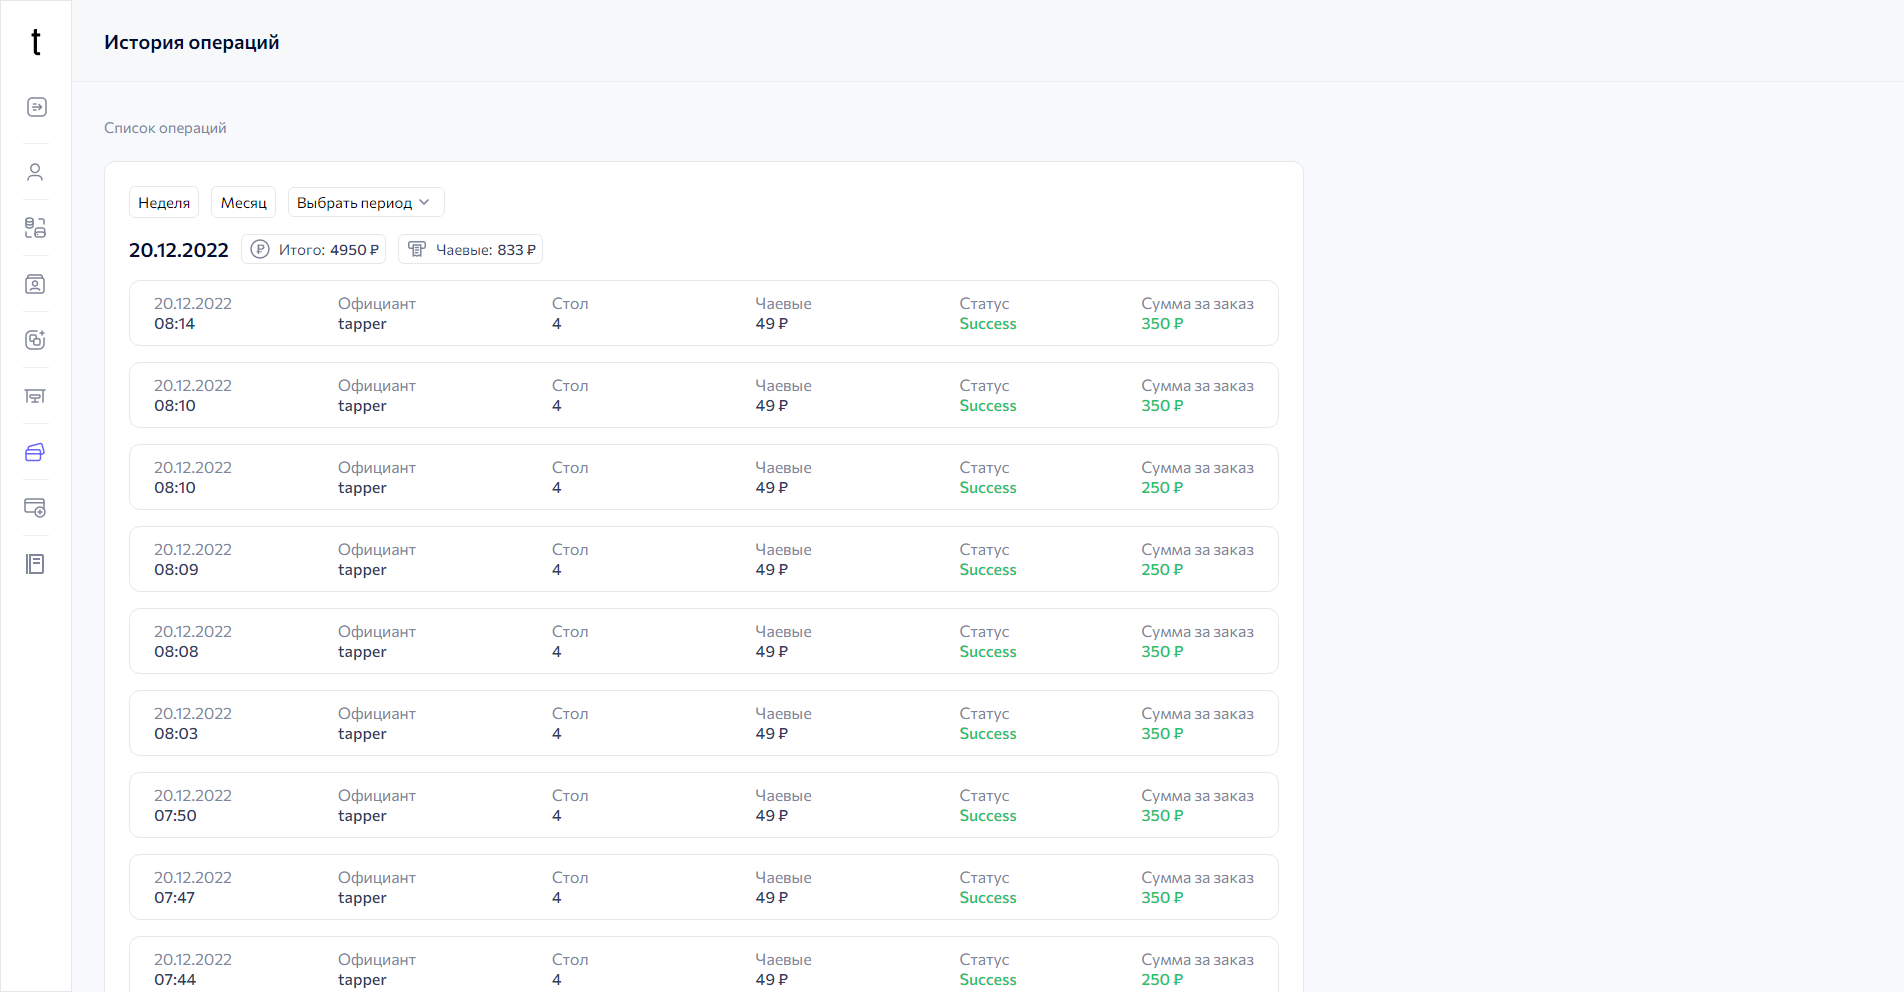 t
История операций
Список операций
Неделя Месяц Выбрать период
20.12.2022 Итого: 4950 ₽ Чаевые: 833 ₽
20.12.2022 Официант Стол Чаевые Статус Сумма за заказ
08:14 tapper 4 49 ₽ Success 350 ₽
20.12.2022 Официант Стол Чаевые Статус Сумма за заказ
08:10 tapper 4 49 ₽ Success 350 ₽
20.12.2022 Официант Стол Чаевые Статус Сумма за заказ
08:10 tapper 4 49 ₽ Success 250 ₽
20.12.2022 Официант Стол Чаевые Статус Сумма за заказ
08:09 tapper 4 49 ₽ Success 250 ₽
20.12.2022 Официант Стол Чаевые Статус Сумма за заказ
08:08 tapper 4 49 ₽ Success 350 ₽
20.12.2022 Официант Стол Чаевые Статус Сумма за заказ
08:03 tapper 4 49 ₽ Success 350 ₽
20.12.2022 Официант Стол Чаевые Статус Сумма за заказ
07:50 tapper 4 49 ₽ Success 350 ₽
20.12.2022 Официант Стол Чаевые Статус Сумма за заказ
07:47 tapper 4 49 ₽ Success 350 ₽
20.12.2022 Официант Стол Чаевые Статус Сумма за заказ
07:44 tapper 4 49 ₽ Success 250 ₽